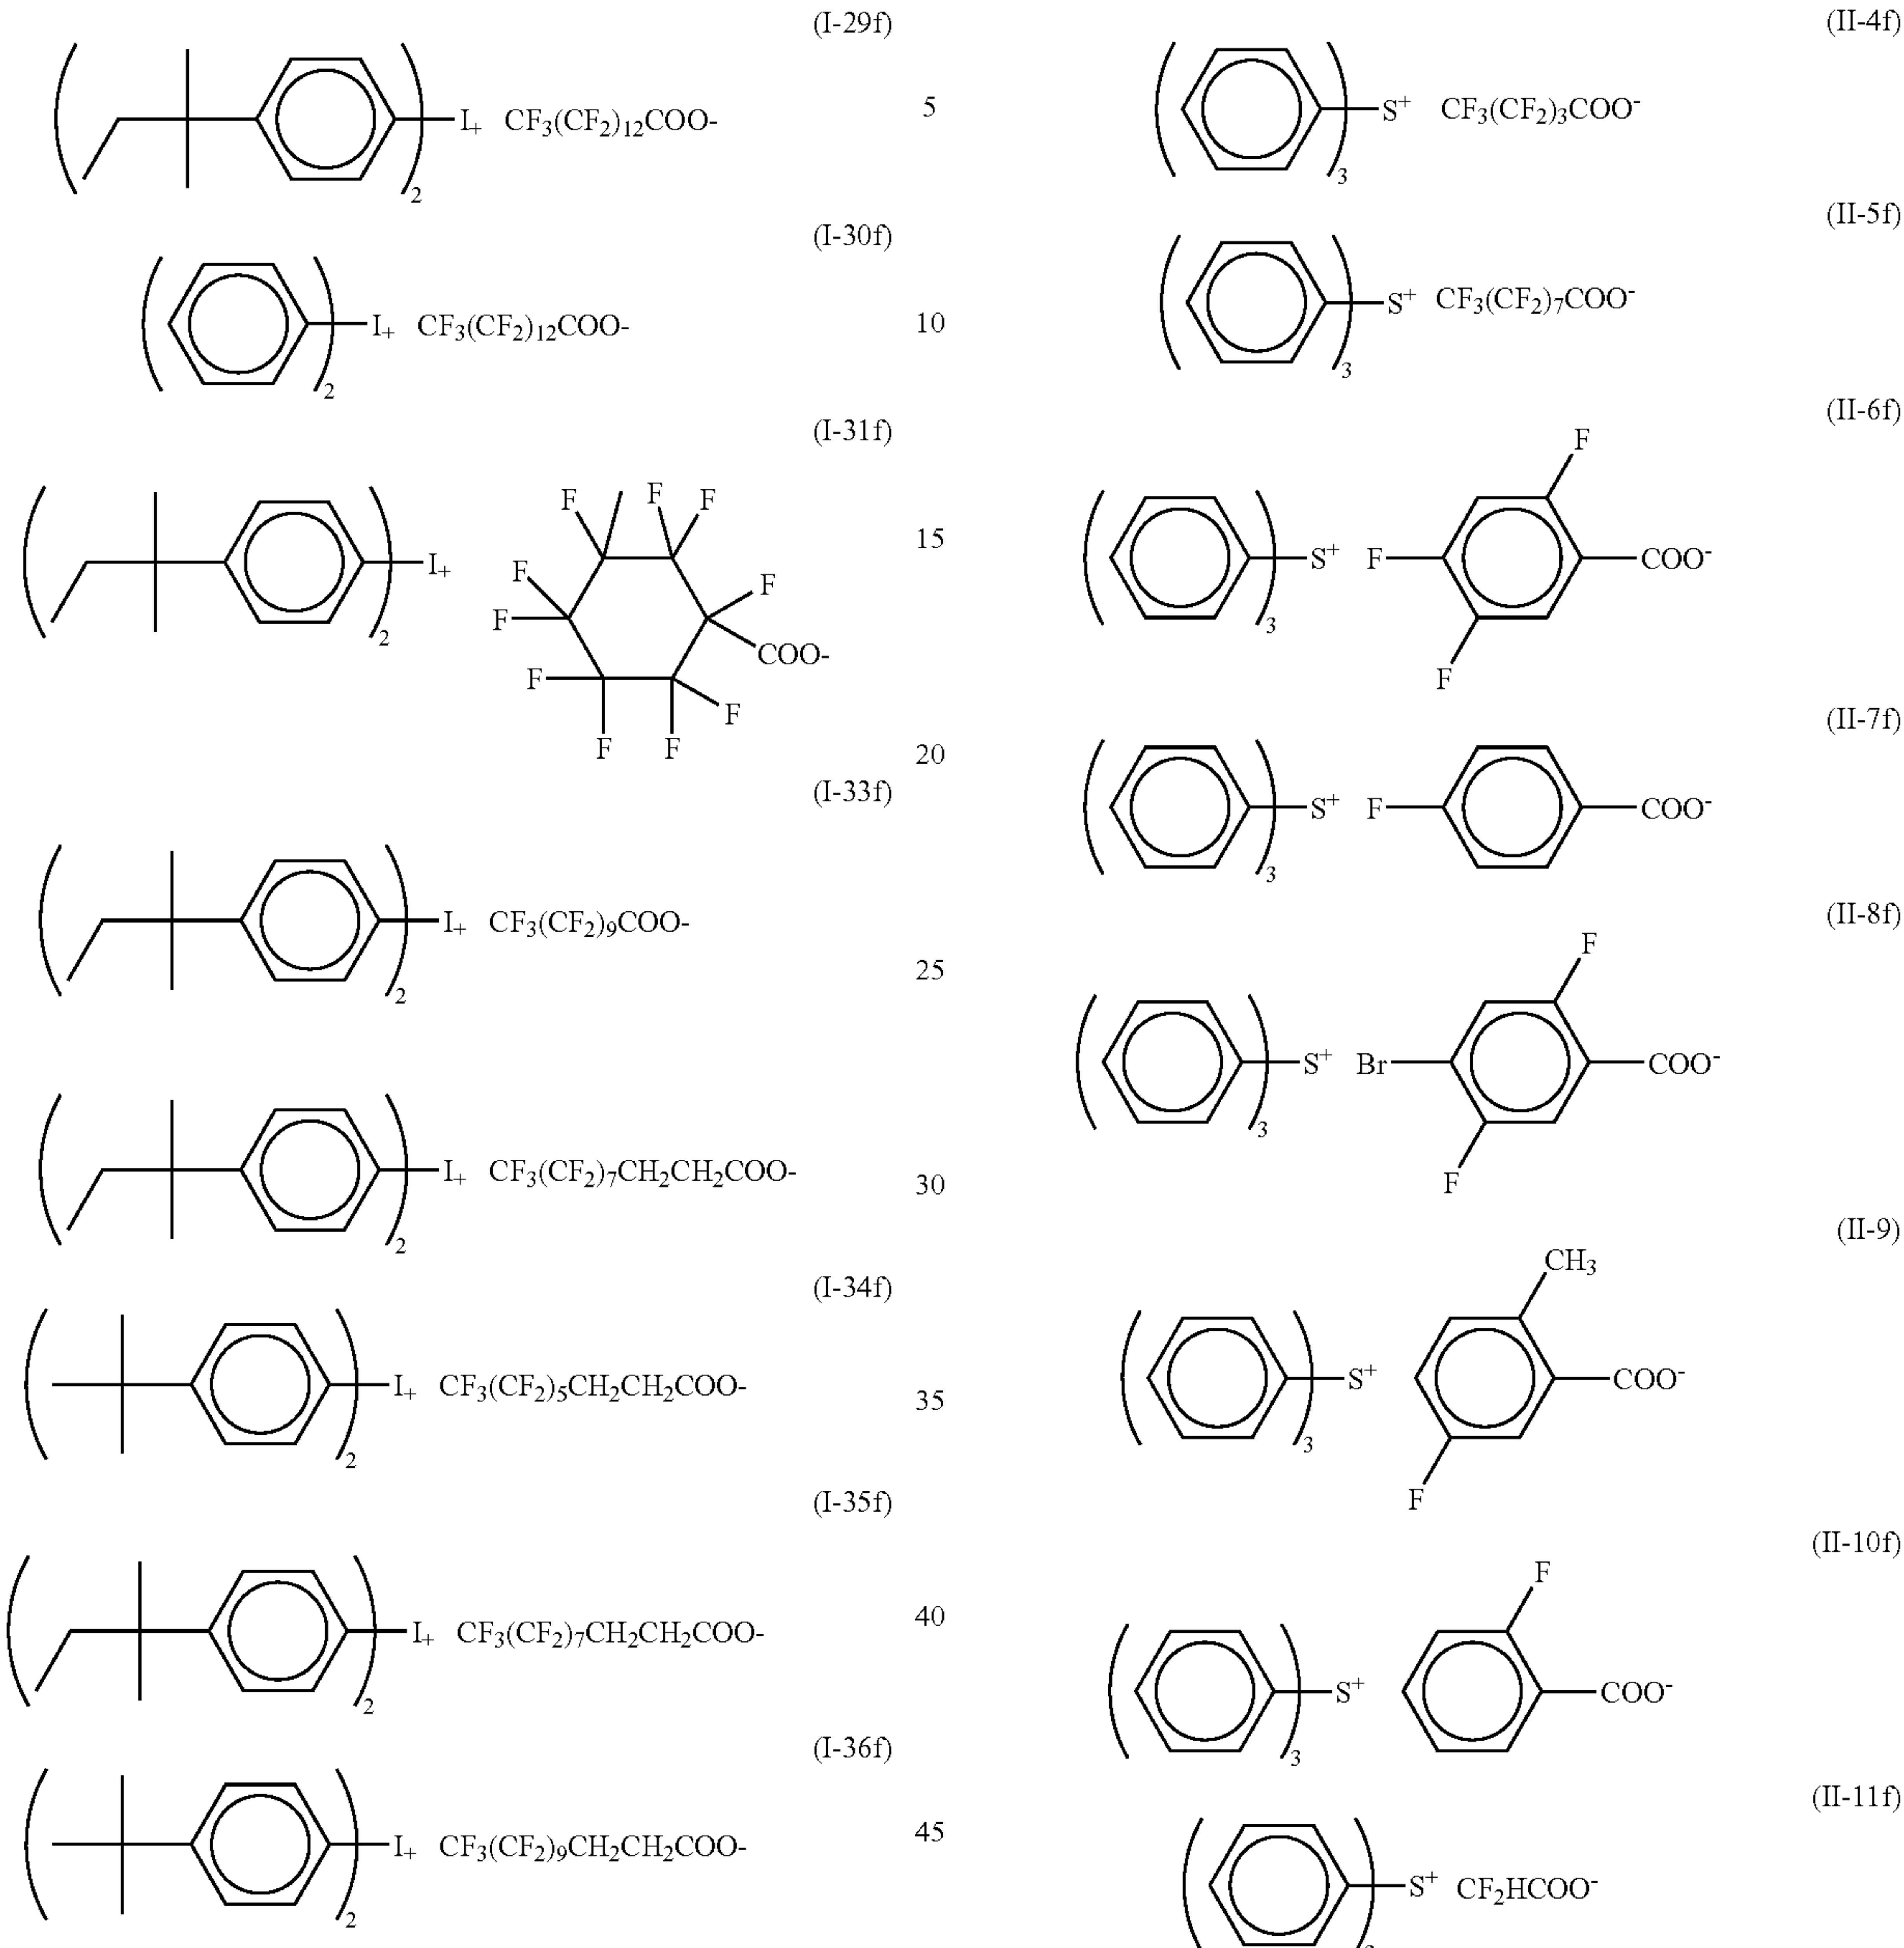 (I-29f)
I+ CF3(CF2)12COO-
2
(I-30f)
I+ CF3(CF2)12COO-
2
(I-31f)
F F F
I+ F F
F
COO-
2
F
F
F F
(I-33f)
I+ CF3(CF2)9COO-
2
I+ CF3(CF2)7CH2CH2COO-
2
(I-34f)
I+ CF3(CF2)5CH2CH2COO-
2
(I-35f)
I+ CF3(CF2)7CH2CH2COO-
2
(I-36f)
I+ CF3(CF2)9CH2CH2COO-
2
5
10
15
20
25
30
35
40
45
(II-4f)
S+ CF3(CF2)3COO-
3
(II-5f)
S+ CF3(CF2)7COO-
3
(II-6f)
F
S+ F COO-
3
F
(II-7f)
S+ F COO-
3
(II-8f)
F
S+ Br COO-
3
F
(II-9)
CH3
S+ COO-
3
F
(II-10f)
F
S+ COO-
3
(II-11f)
S+ CF2HCOO-